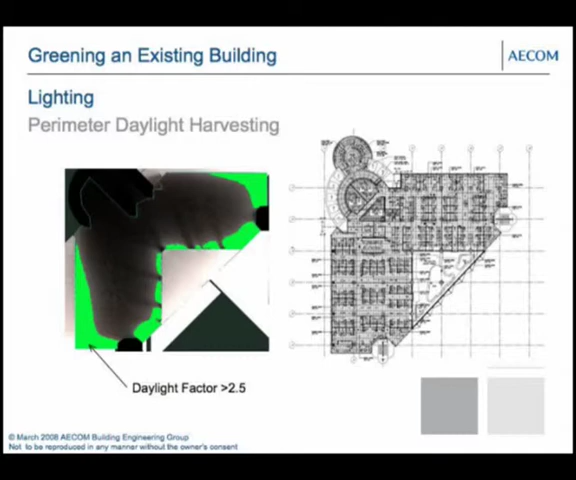 Greening an Existing Building
AECOM
Lighting
Perimeter Daylight Harvesting
Daylight Factor >2.5
© March 2008 AECOM Building Engineering Group
Not to be reproduced in any manner without the owner's consent